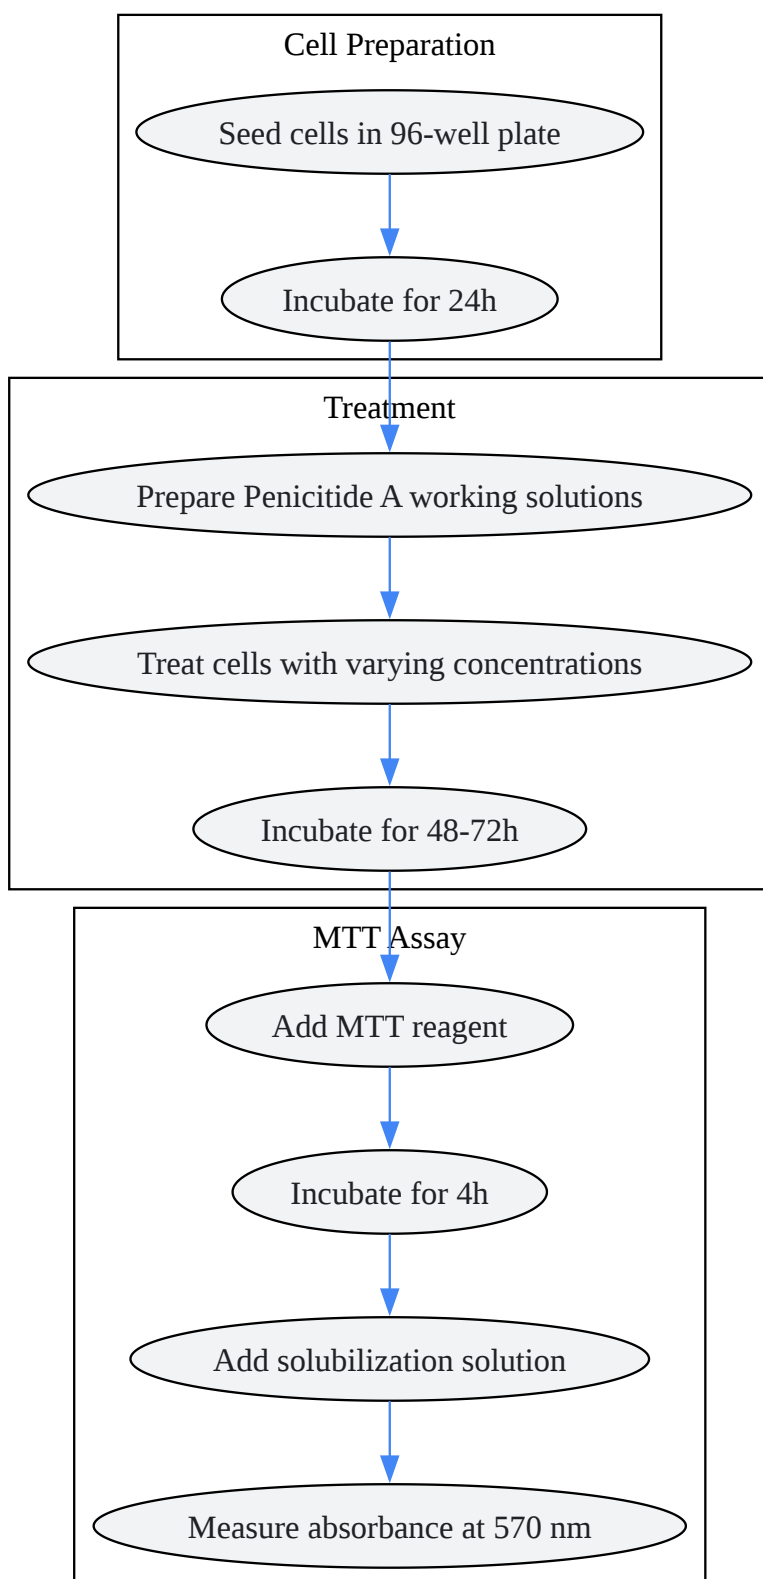 Cell Preparation
Seed cells in 96-well plate
Incubate for 24h
Treatment
Prepare Penicitide A working solutions
Treat cells with varying concentrations
Incubate for 48-72h
MTT Assay
Add MTT reagent
Incubate for 4h
Add solubilization solution
Measure absorbance at 570 nm